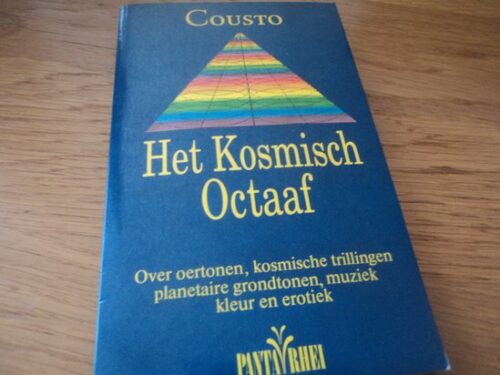 COUSTO
Het Kosmisch
Octaaf
Over oertonen, kosmische trillingen
planetaire grondtonen, muziek
kleur en erotiek
PANTA RHEI